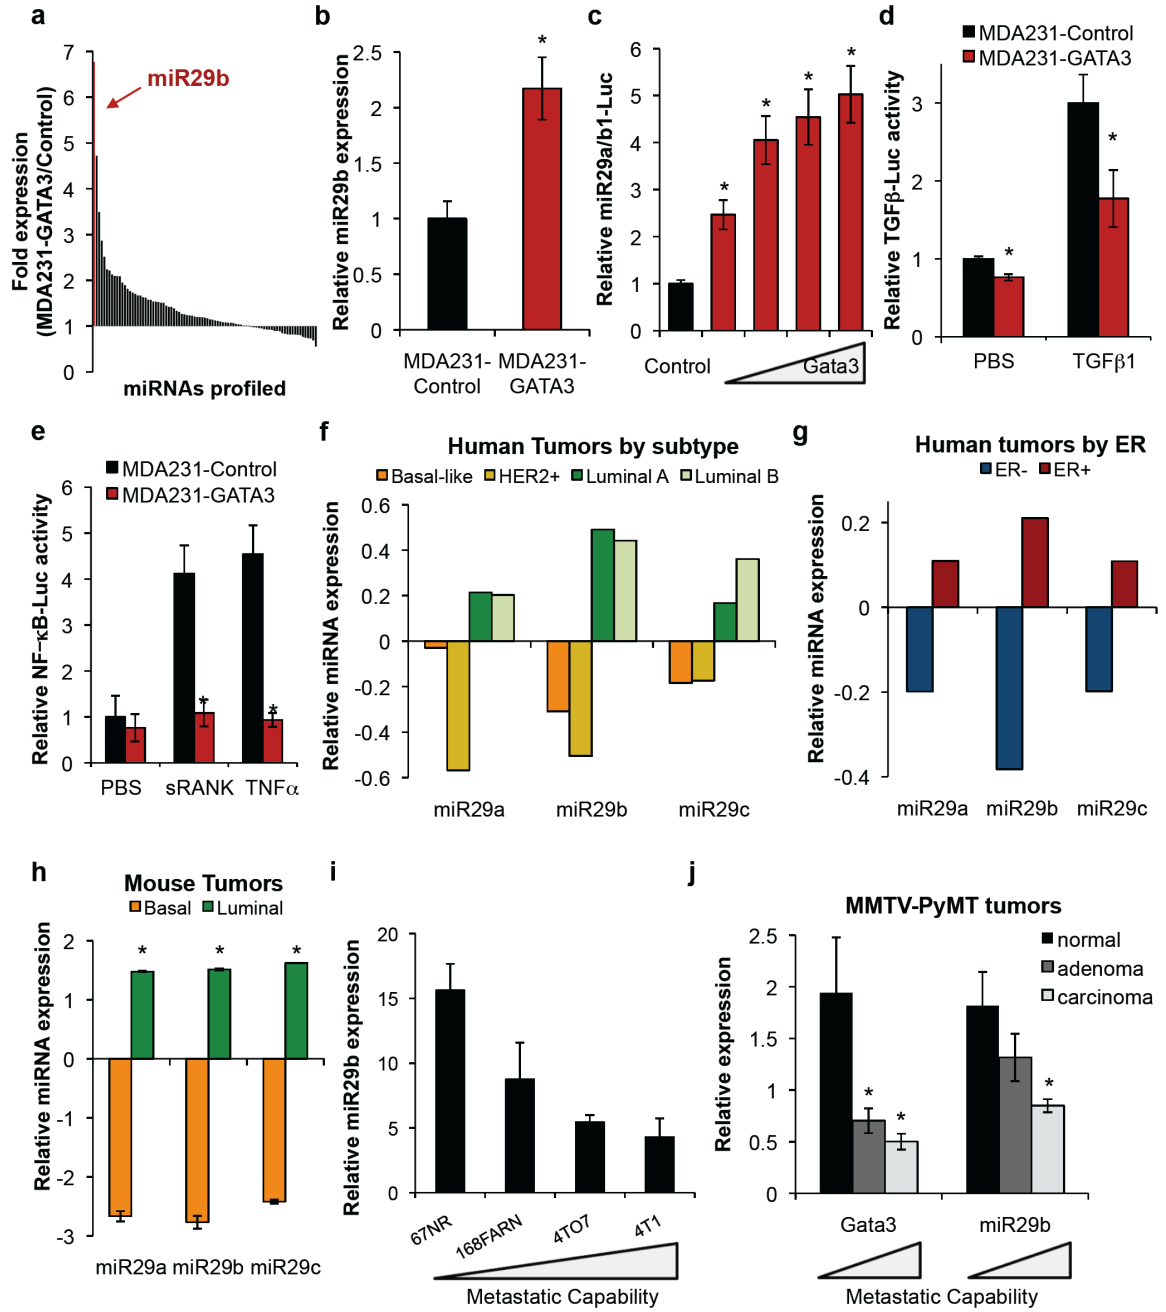 a
7
6
5
4
3
2
1
0
Fold expression
(MDA231-GATA3/Control)
miR29b
miRNAs profiled
b
2.5
2
1.5
1
0.5
0
Relative miR29b expression
*
MDA231-
Control
MDA231-
GATA3
c
6
5
4
3
2
1
0
Relative miR29a/b1-Luc
*
*
*
*
Control
Gata3
d
MDA231-Control
MDA231-GATA3
3
2
1
0
Relative TGFβ-Luc activity
*
*
PBS
TGFβ1
e
MDA231-Control
MDA231-GATA3
6
5
4
3
2
1
0
Relative NF-κB-Luc activity
*
*
PBS
sRANK
TNFα
f
Human Tumors by subtype
Basal-like
HER2+
Luminal A
Luminal B
0.6
0.4
0.2
0
-0.2
-0.4
-0.6
Relative miRNA expression
miR29a
miR29b
miR29c
g
Human tumors by ER
ER-
ER+
0.2
0
-0.2
-0.4
Relative miRNA expression
miR29a
miR29b
miR29c
h
Mouse Tumors
Basal
Luminal
2
1
0
-1
-2
-3
Relative miRNA expression
*
*
*
miR29a
miR29b
miR29c
i
20
15
10
5
0
Relative miR29b expression
67NR
168FARN
4TO7
4T1
Metastatic Capability
j
MMTV-PyMT tumors
normal
adenoma
carcinoma
2.5
2
1.5
1
0.5
0
Relative expression
*
*
*
Gata3
miR29b
Metastatic Capability